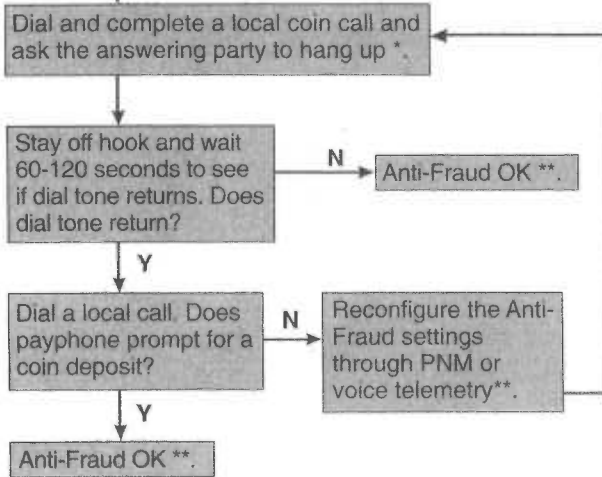 Dial and complete a local coin call and
ask the answering party to hang up *.
Stay off hook and wait
60-120 seconds to see
if dial tone returns. Does
dial tone return?
N
Anti-Fraud OK **.
Y
Dial a local call. Does
payphone prompt for a
coin deposit?
N
Reconfigure the Anti-
Fraud settings
through PNM or
voice telemetry**.
Y
Anti-Fraud OK **.